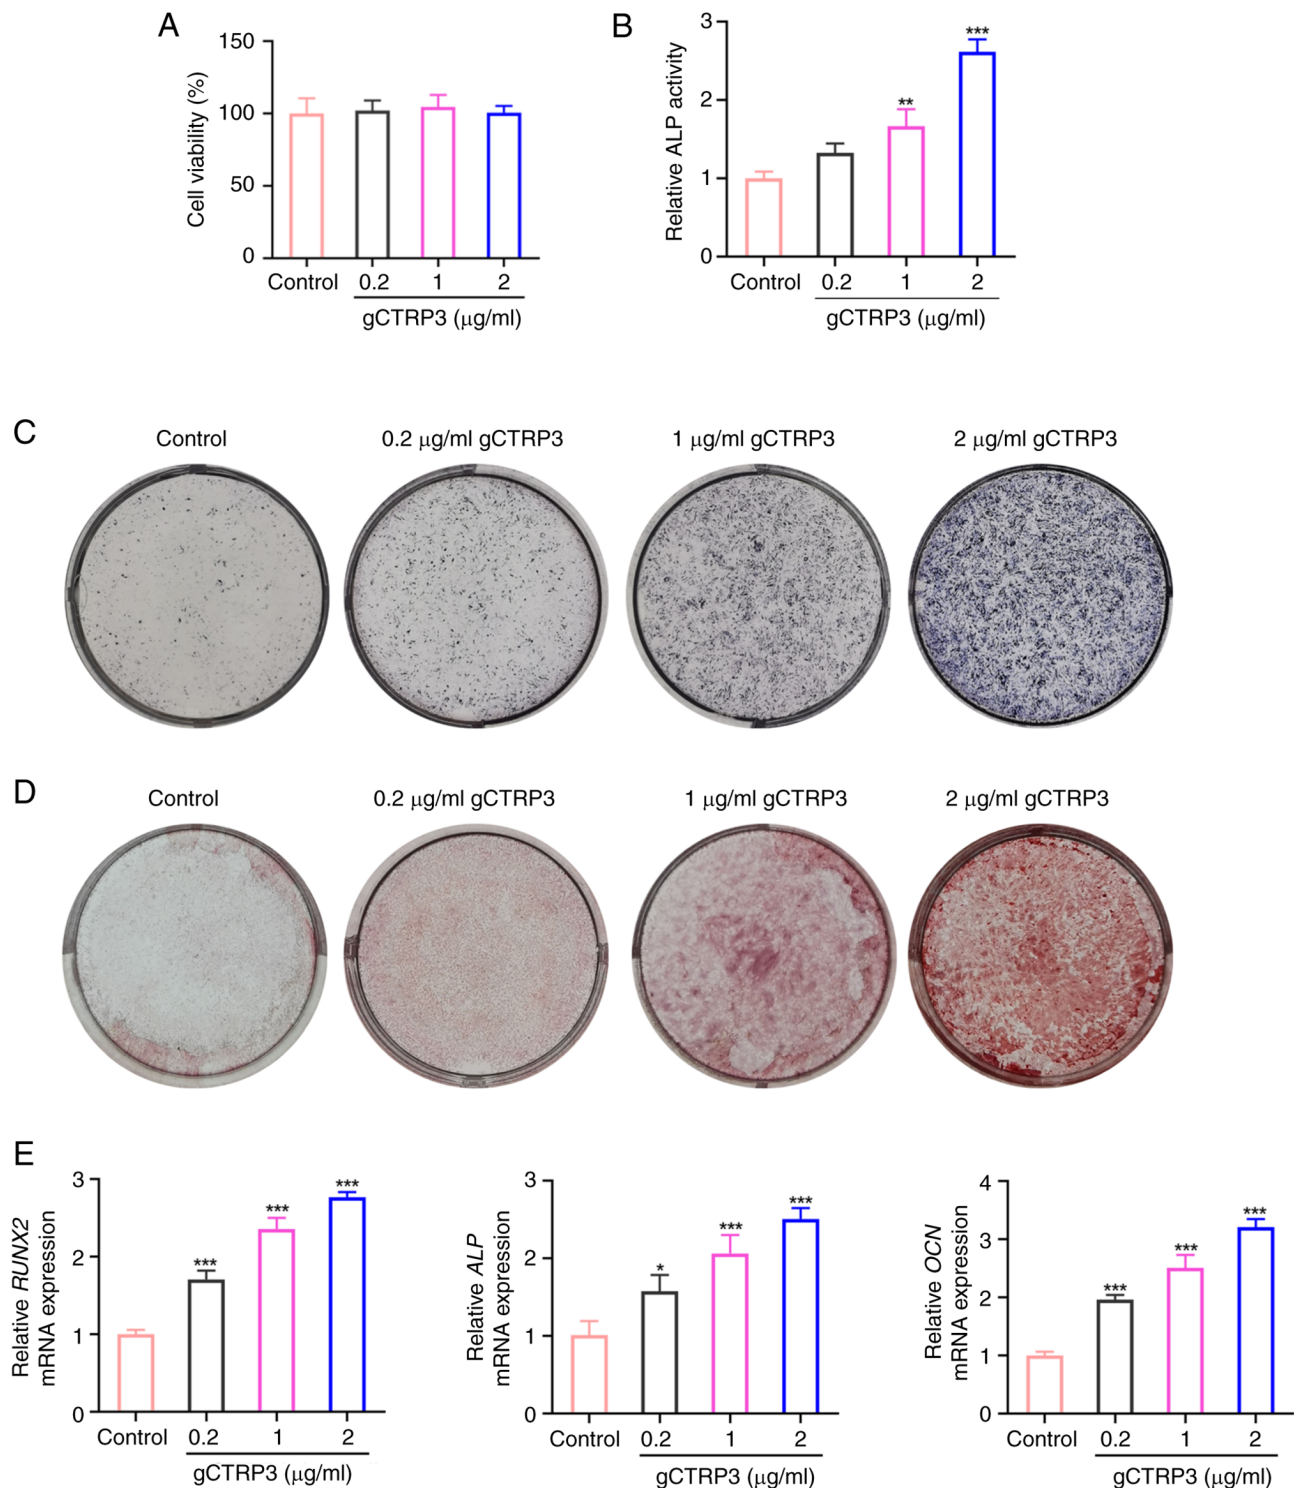 A
Cell viability (%)
150
100
50
0
Control 0.2 1 2
gCTRP3 (µg/ml)
B
Relative ALP activity
3
2
1
0
** ***
Control 0.2 1 2
gCTRP3 (µg/ml)
C
Control 0.2 µg/ml gCTRP3 1 µg/ml gCTRP3 2 µg/ml gCTRP3
D
Control 0.2 µg/ml gCTRP3 1 µg/ml gCTRP3 2 µg/ml gCTRP3
E
Relative RUNX2
mRNA expression
3
2
1
0
*** *** ***
Control 0.2 1 2
gCTRP3 (µg/ml)
Relative ALP
mRNA expression
3
2
1
0
* *** ***
Control 0.2 1 2
gCTRP3 (µg/ml)
Relative OCN
mRNA expression
4
3
2
1
0
*** *** ***
Control 0.2 1 2
gCTRP3 (µg/ml)